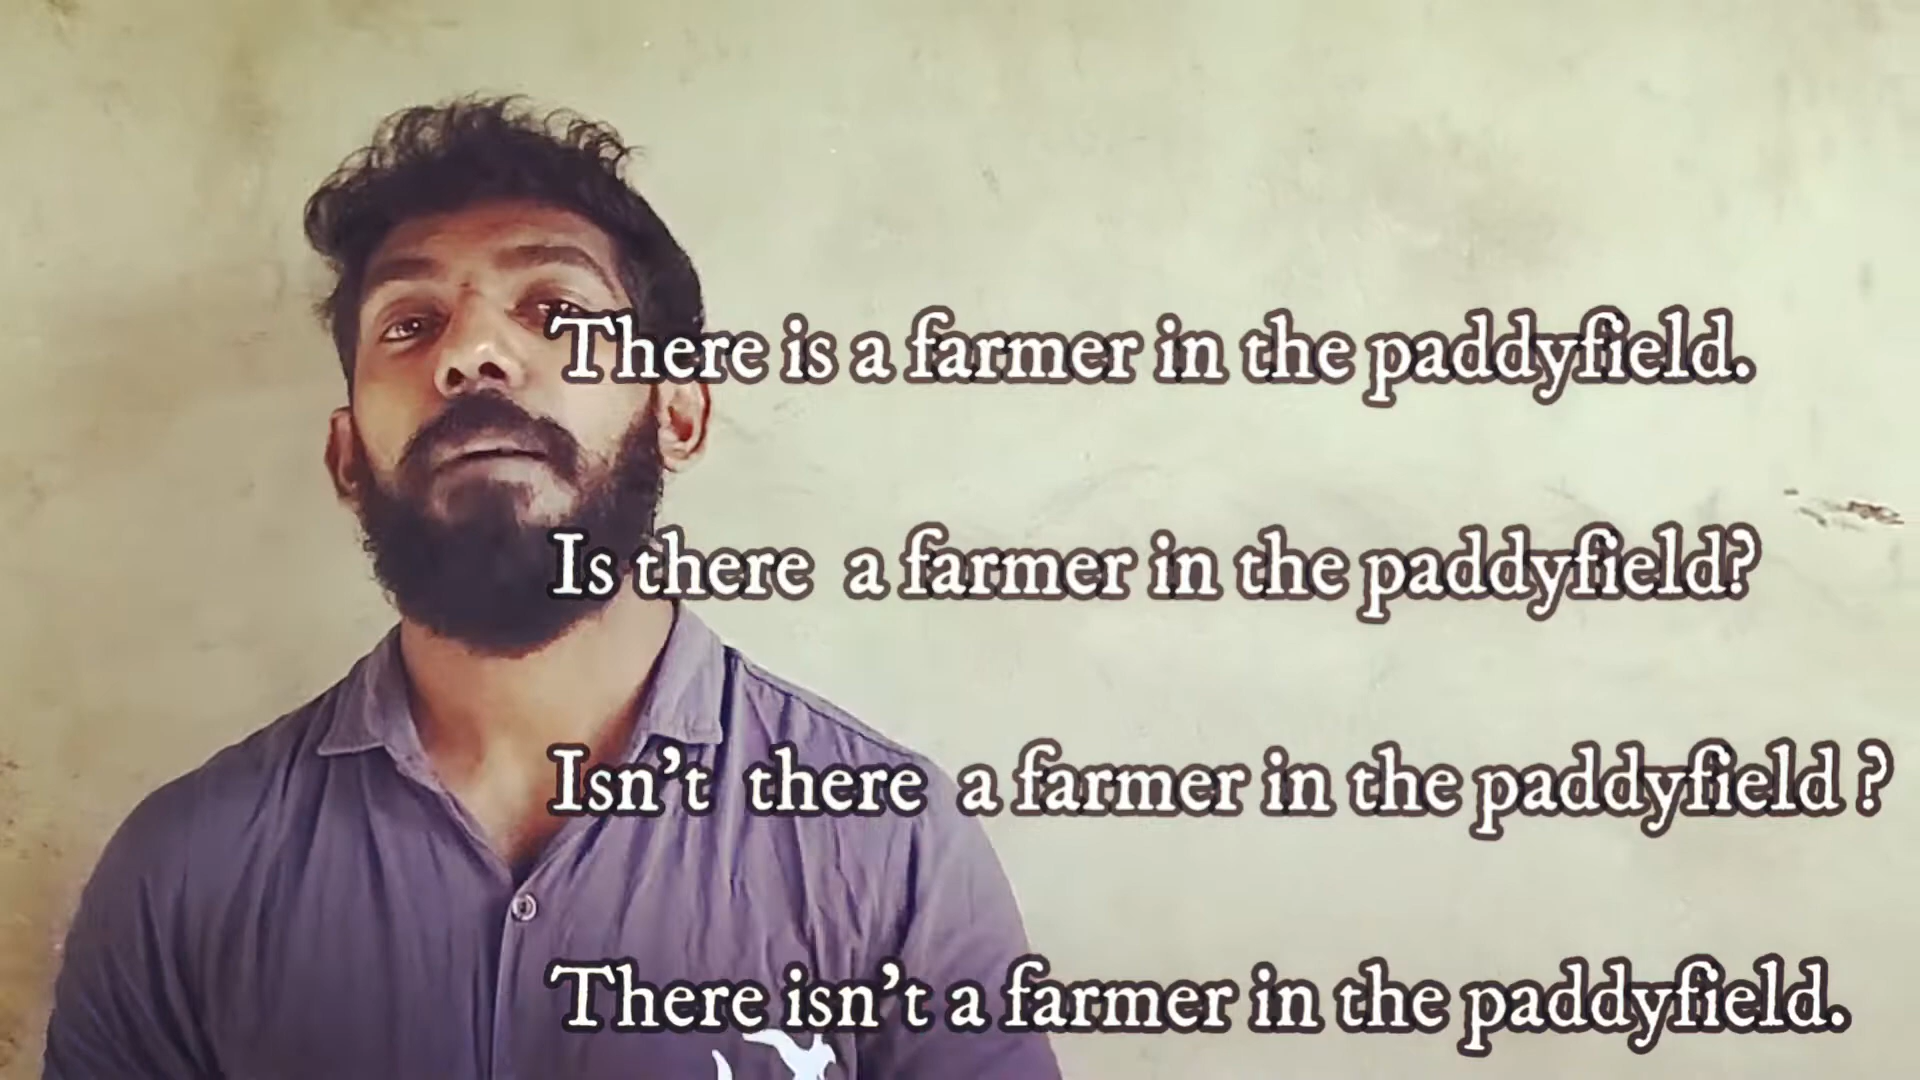 There is a farmer in the paddyfield.
Is there a farmer in the paddyfield?
Isn't there a farmer in the paddyfield ?
There isn't a farmer in the paddyfield.